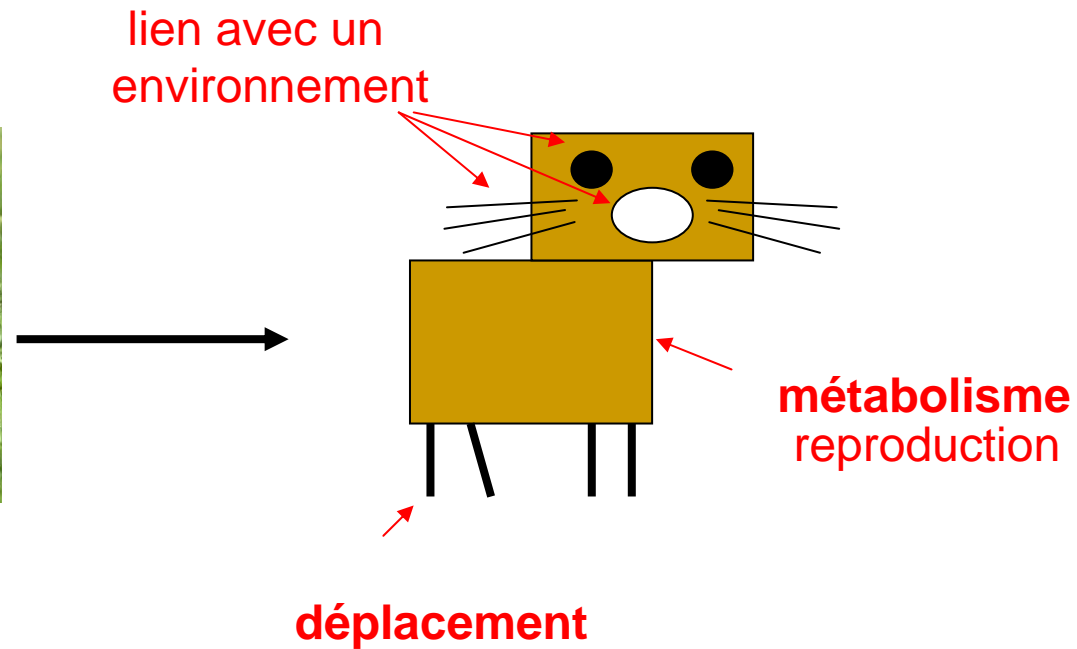 lien avec un
environnement
métabolisme
reproduction
déplacement